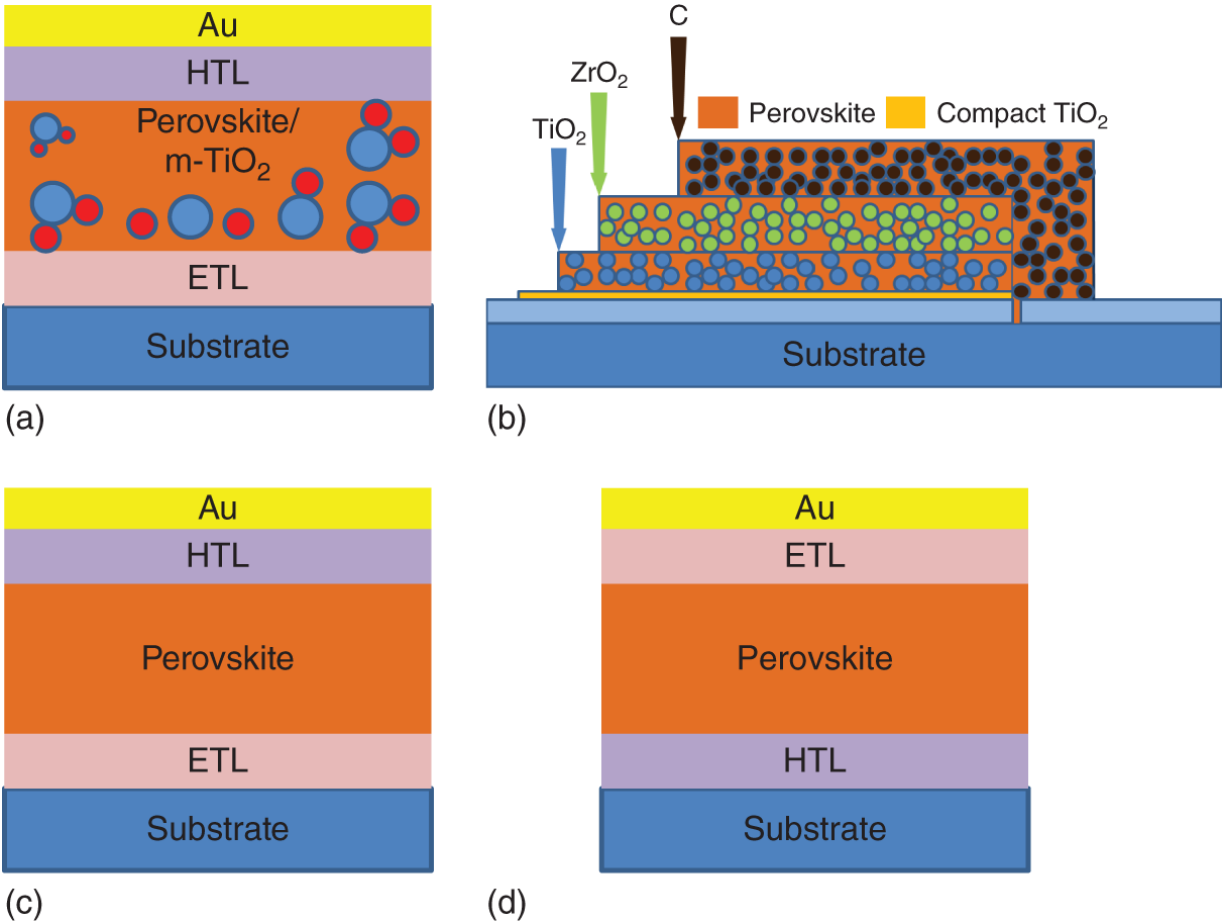 Au
HTL
Perovskite/
m-TiO₂
ETL
Substrate
(a)
C
ZrO₂
TiO₂
Perovskite
Compact TiO₂
Substrate
(b)
Au
HTL
Perovskite
ETL
Substrate
(c)
Au
ETL
Perovskite
HTL
Substrate
(d)